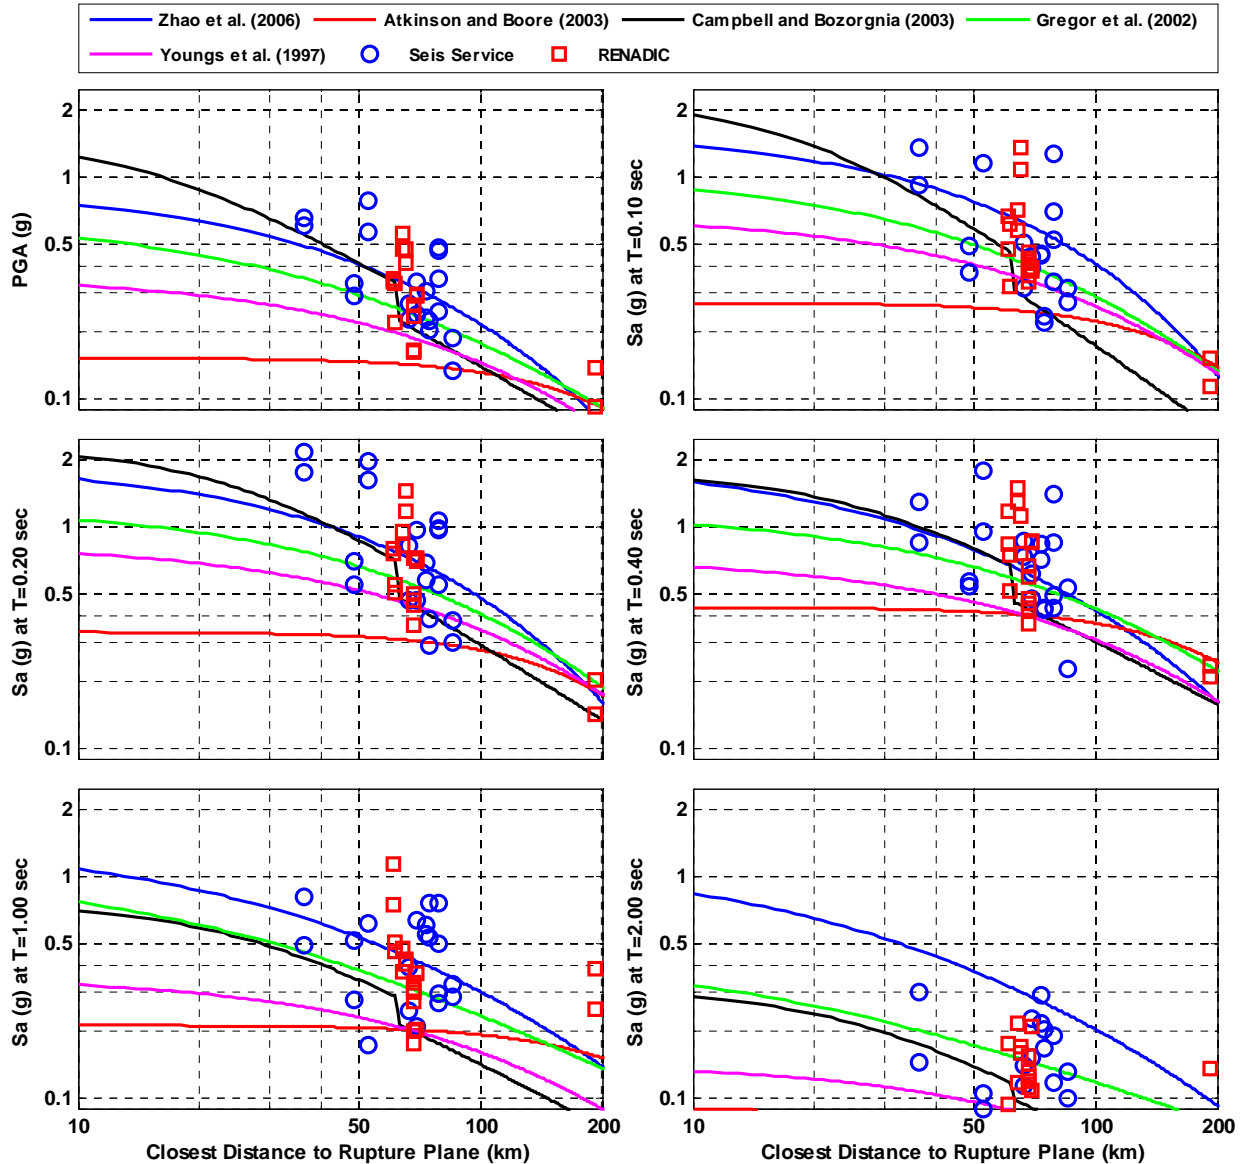 Zhao et al. (2006) Atkinson and Boore (2003) Campbell and Bozorgnia (2003) Gregor et al. (2002)
Youngs et al. (1997) Seis Service RENADIC
2
1
0.5
0.1
PGA (g)
2
1
0.5
0.1
Sa (g) at T=0.10 sec
2
1
0.5
0.1
Sa (g) at T=0.20 sec
2
1
0.5
0.1
Sa (g) at T=0.40 sec
2
1
0.5
0.1
Sa (g) at T=1.00 sec
10 50 100 200
Closest Distance to Rupture Plane (km)
2
1
0.5
0.1
Sa (g) at T=2.00 sec
10 50 100 200
Closest Distance to Rupture Plane (km)